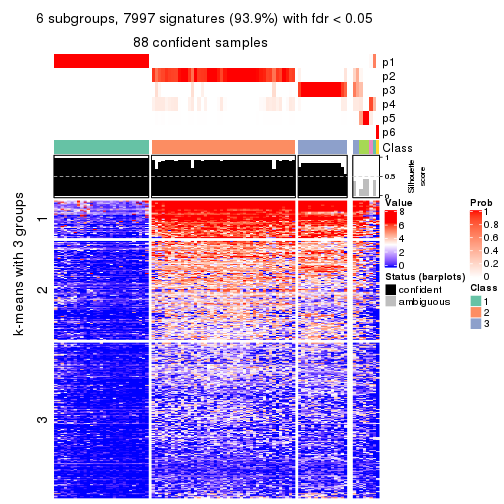 6 subgroups, 7997 signatures (93.9%) with fdr < 0.05
88 confident samples
p1
p2
p3
p4
p5
p6
Class
1
0.5
0
Silhouette
score
k-means with 3 groups
1
2
3
Value
8
6
4
2
0
Status (barplots)
confident
ambiguous
Prob
1
0.8
0.6
0.4
0.2
0
Class
1
2
3